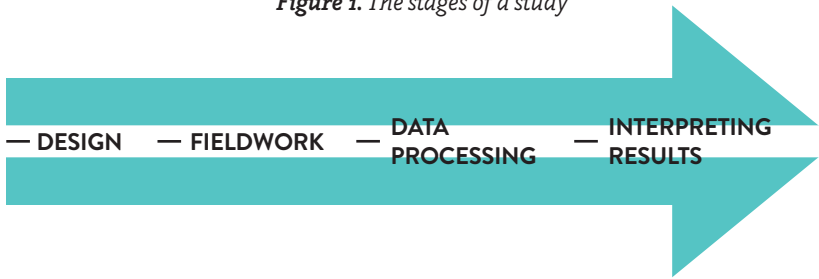 Figure 1. The stages of a study
— DESIGN — FIELDWORK — DATA PROCESSING — INTERPRETING RESULTS